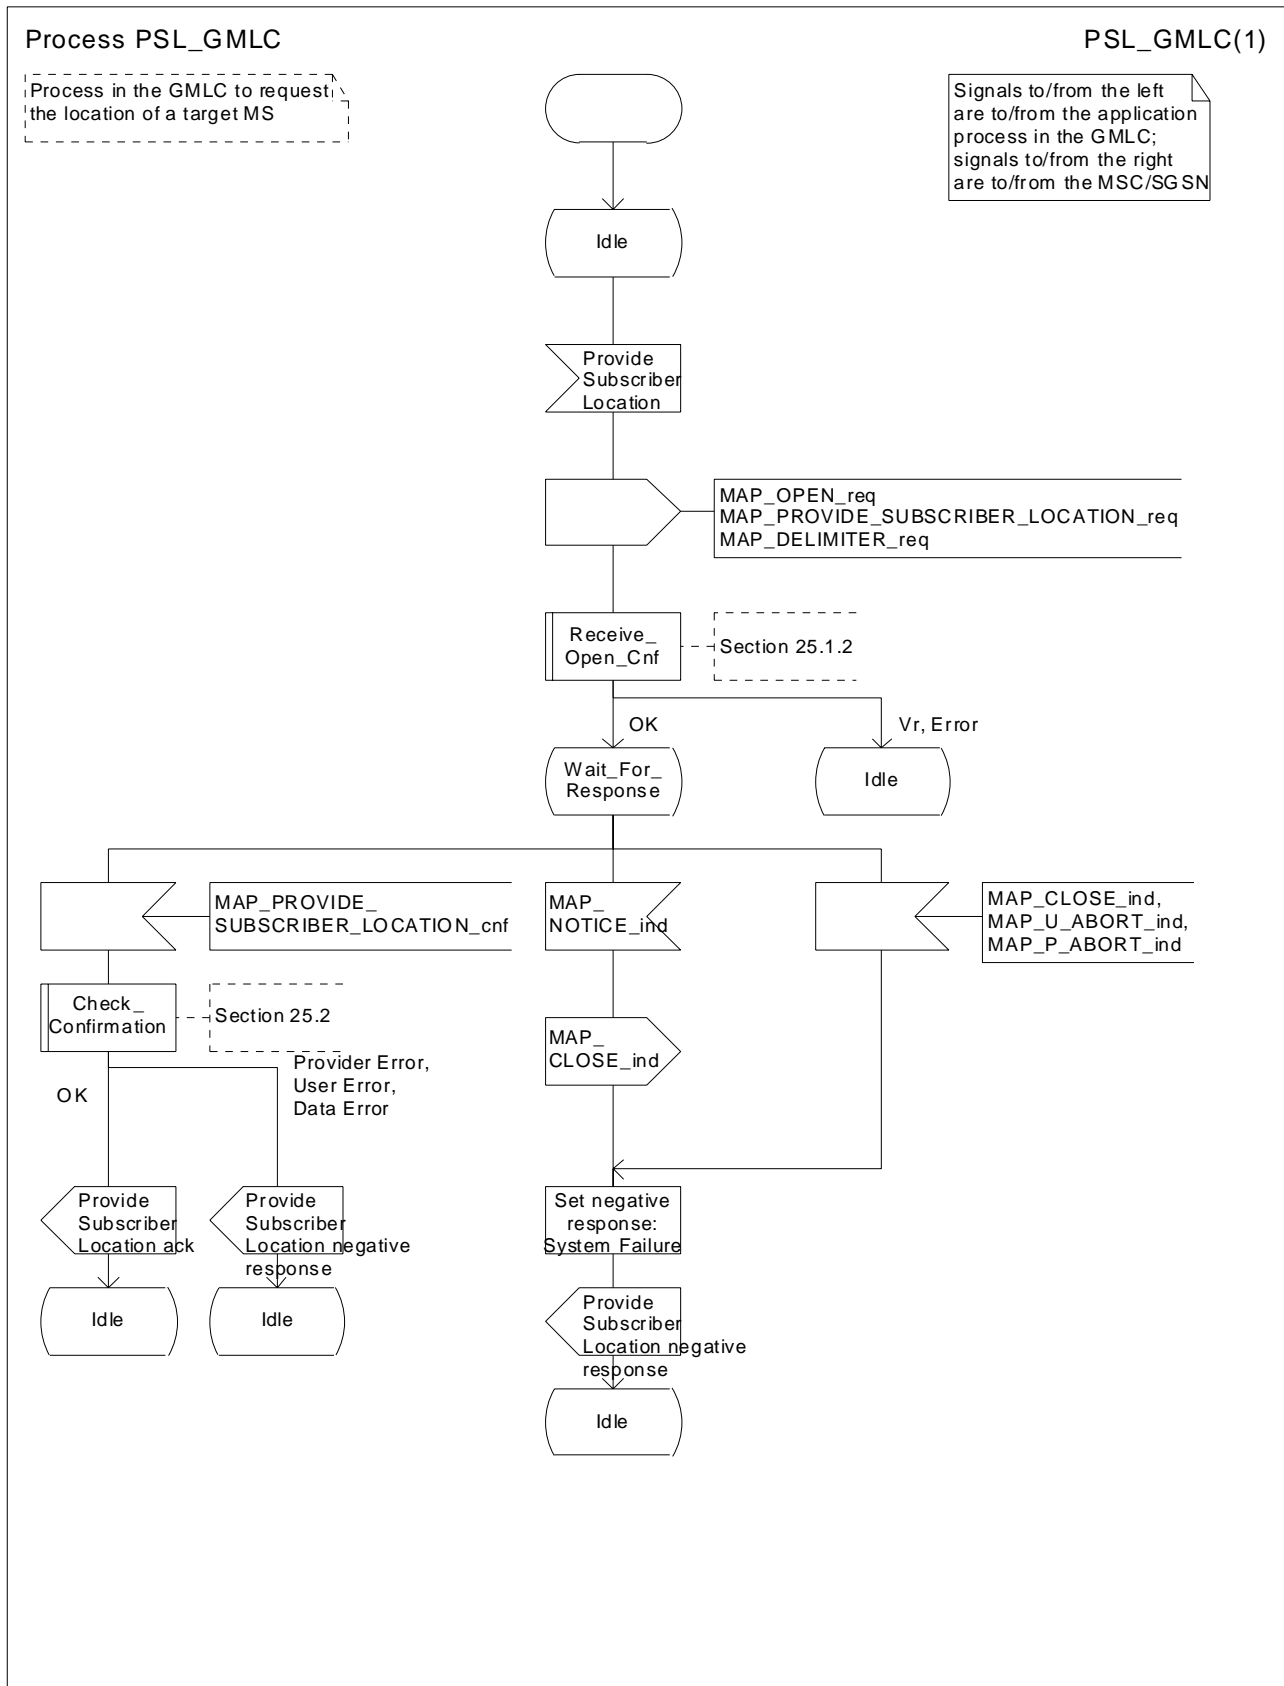 Process PSL_GMLC
PSL_GMLC(1)
Process in the GMLC to request
the location of a target MS
Signals to/from the left
are to/from the application
process in the GMLC;
signals to/from the right
are to/from the MSC/SGSN
Idle
Provide
Subscriber
Location
MAP_OPEN_req
MAP_PROVIDE_SUBSCRIBER_LOCATION_req
MAP_DELIMITER_req
Receive_
Open_Cnf
Section 25.1.2
OK
Vr, Error
Wait_For_
Response
Idle
MAP_PROVIDE_
SUBSCRIBER_LOCATION_cnf
MAP_
NOTICE_ind
MAP_CLOSE_ind,
MAP_U_ABORT_ind,
MAP_P_ABORT_ind
Check_
Confirmation
Section 25.2
MAP_
CLOSE_ind
OK
Provider Error,
User Error,
Data Error
Provide
Subscriber
Location ack
Provide
Subscriber
Location negative
response
Set negative
response:
System Failure
Idle
Idle
Provide
Subscriber
Location negative
response
Idle